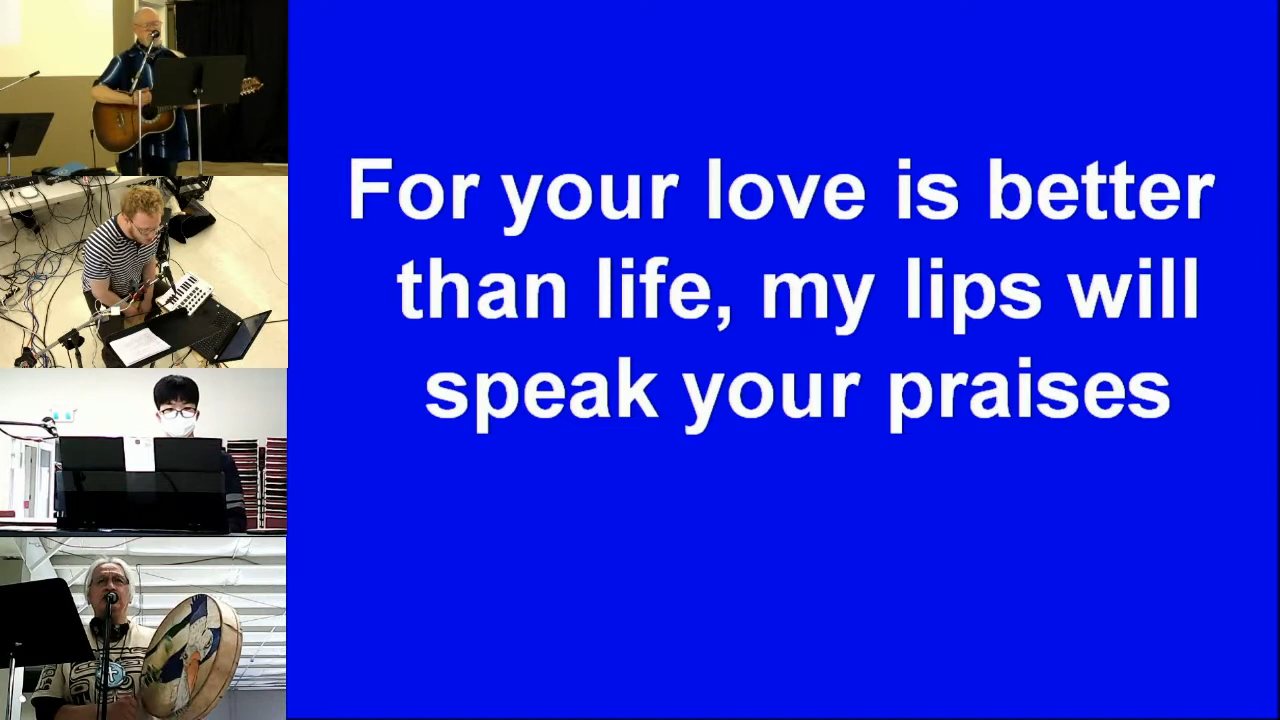 For your love is better
than life, my lips will
speak your praises